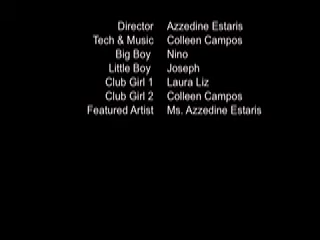 Director Azzedine Estaris
Tech & Music Colleen Campos
Big Boy Nino
Little Boy Joseph
Club Girl 1 Laura Liz
Club Girl 2 Colleen Campos
Featured Artist Ms. Azzedine Estaris